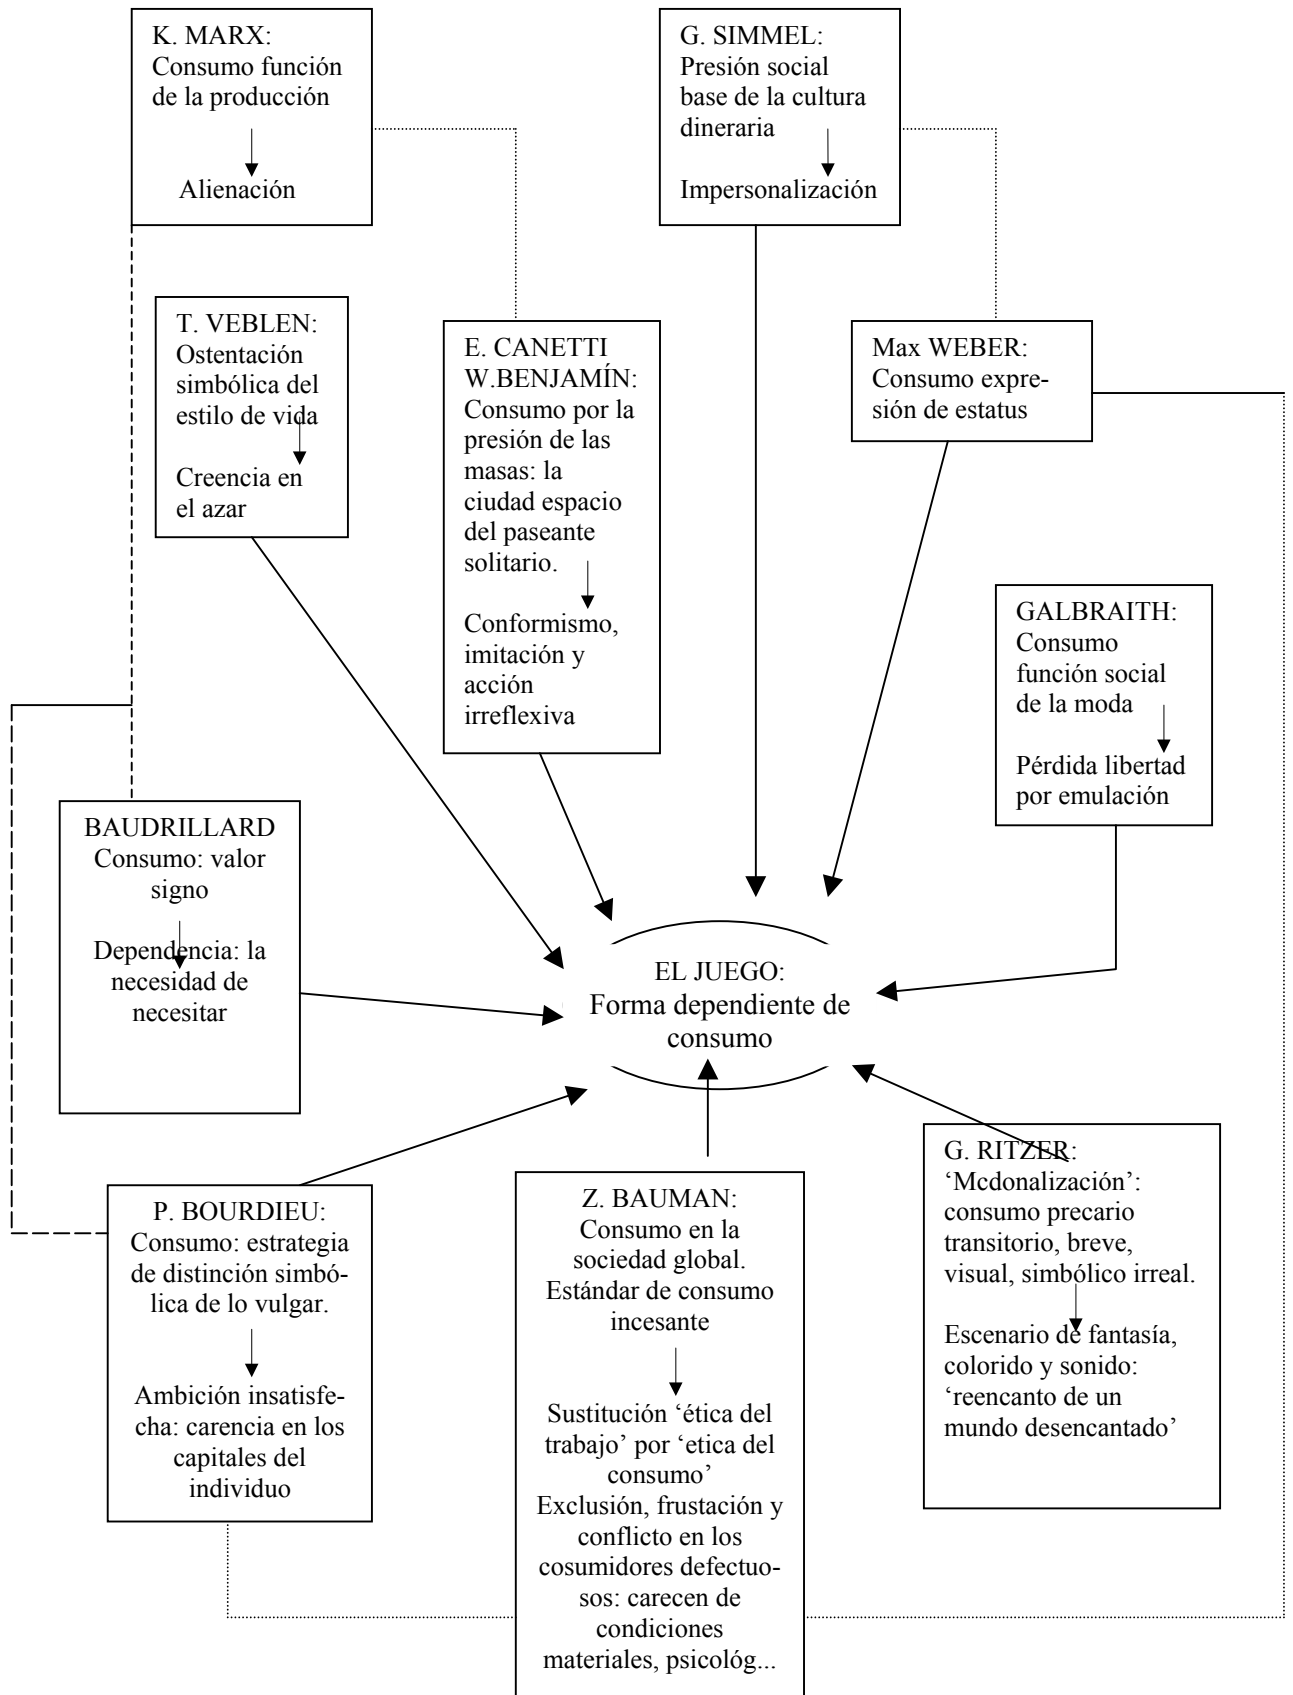 K. MARX:
Consumo función
de la producción
Alienación
G. SIMMEL:
Presión social
base de la cultura
dineraria
Impersonalización
T. VEBLEN:
Ostentación
simbólica del
estilo de vida
Creencia en
el azar
E. CANETTI
W.BENJAMÍN:
Consumo por la
presión de las
masas: la
ciudad espacio
del paseante
solitario.
Conformismo,
imitación y
acción
irreflexiva
Max WEBER:
Consumo expre-
sión de estatus
GALBRAITH:
Consumo
función social
de la moda
Pérdida libertad
por emulación
BAUDRILLARD
Consumo: valor
signo
Dependencia: la
necesidad de
necesitar
EL JUEGO:
Forma dependiente de
consumo
P. BOURDIEU:
Consumo: estrategia
de distinción simbó-
lica de lo vulgar.
Ambición insatisfe-
cha: carencia en los
capitales del
individuo
Z. BAUMAN:
Consumo en la
sociedad global.
Estándar de consumo
incesante
Sustitución ‘ética del
trabajo’ por ‘etica del
consumo’
Exclusión, frustación y
conflicto en los
cosumidores defectuo-
sos: carecen de
condiciones
materiales, psicológ...
G. RITZER:
‘Mcdonalización’:
consumo precario
transitorio, breve,
visual, simbólico irreal.
Escenario de fantasía,
colorido y sonido:
‘reencanto de un
mundo desencantado’